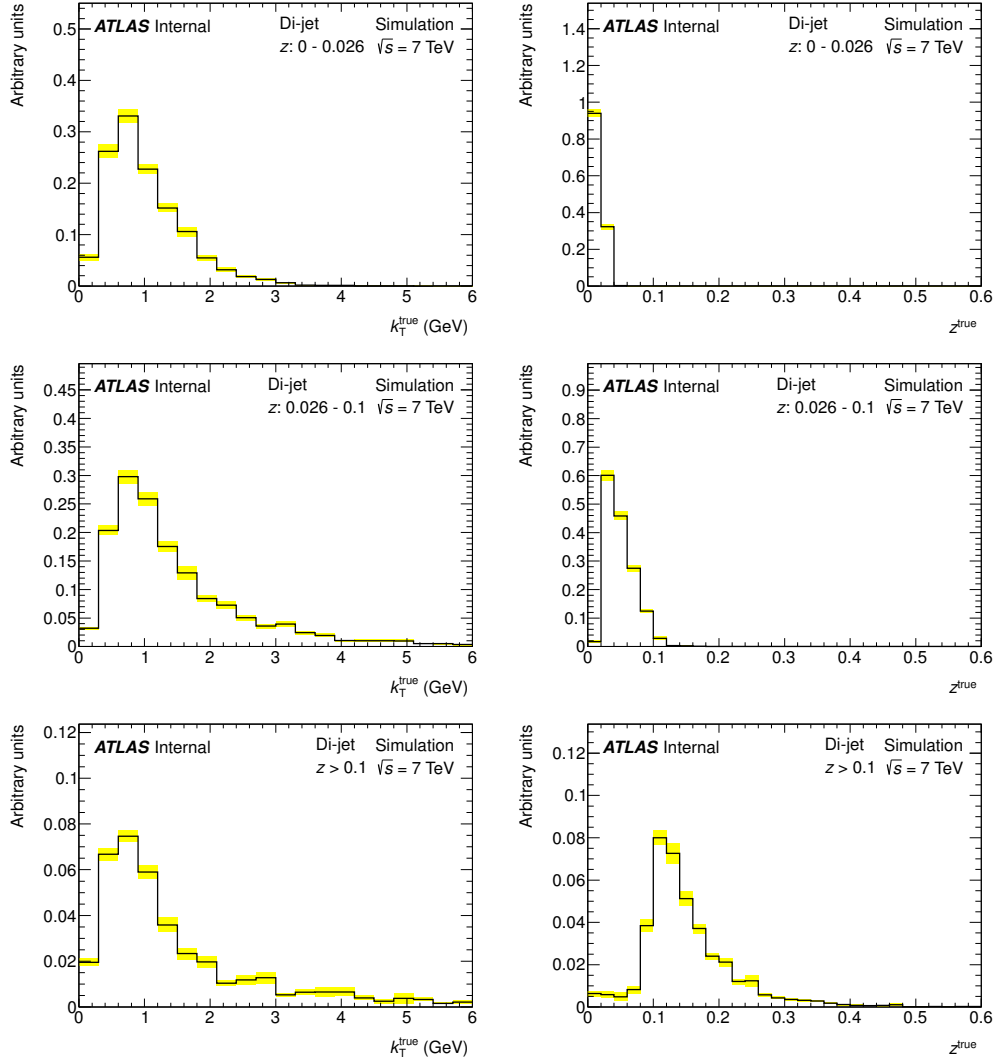 Arbitrary units
ATLAS Internal Di-jet Simulation
z: 0 - 0.026 √s = 7 TeV
0.5
0.4
0.3
0.2
0.1
0
0 1 2 3 4 5 6
k_T^true (GeV)
Arbitrary units
ATLAS Internal Di-jet Simulation
z: 0 - 0.026 √s = 7 TeV
1.4
1.2
1
0.8
0.6
0.4
0.2
0
0 0.1 0.2 0.3 0.4 0.5 0.6
z^true
Arbitrary units
ATLAS Internal Di-jet Simulation
z: 0.026 - 0.1 √s = 7 TeV
0.45
0.4
0.35
0.3
0.25
0.2
0.15
0.1
0.05
0
0 1 2 3 4 5 6
k_T^true (GeV)
Arbitrary units
ATLAS Internal Di-jet Simulation
z: 0.026 - 0.1 √s = 7 TeV
0.9
0.8
0.7
0.6
0.5
0.4
0.3
0.2
0.1
0
0 0.1 0.2 0.3 0.4 0.5 0.6
z^true
Arbitrary units
ATLAS Internal Di-jet Simulation
z > 0.1 √s = 7 TeV
0.12
0.1
0.08
0.06
0.04
0.02
0
0 1 2 3 4 5 6
k_T^true (GeV)
Arbitrary units
ATLAS Internal Di-jet Simulation
z > 0.1 √s = 7 TeV
0.12
0.1
0.08
0.06
0.04
0.02
0
0 0.1 0.2 0.3 0.4 0.5 0.6
z^true